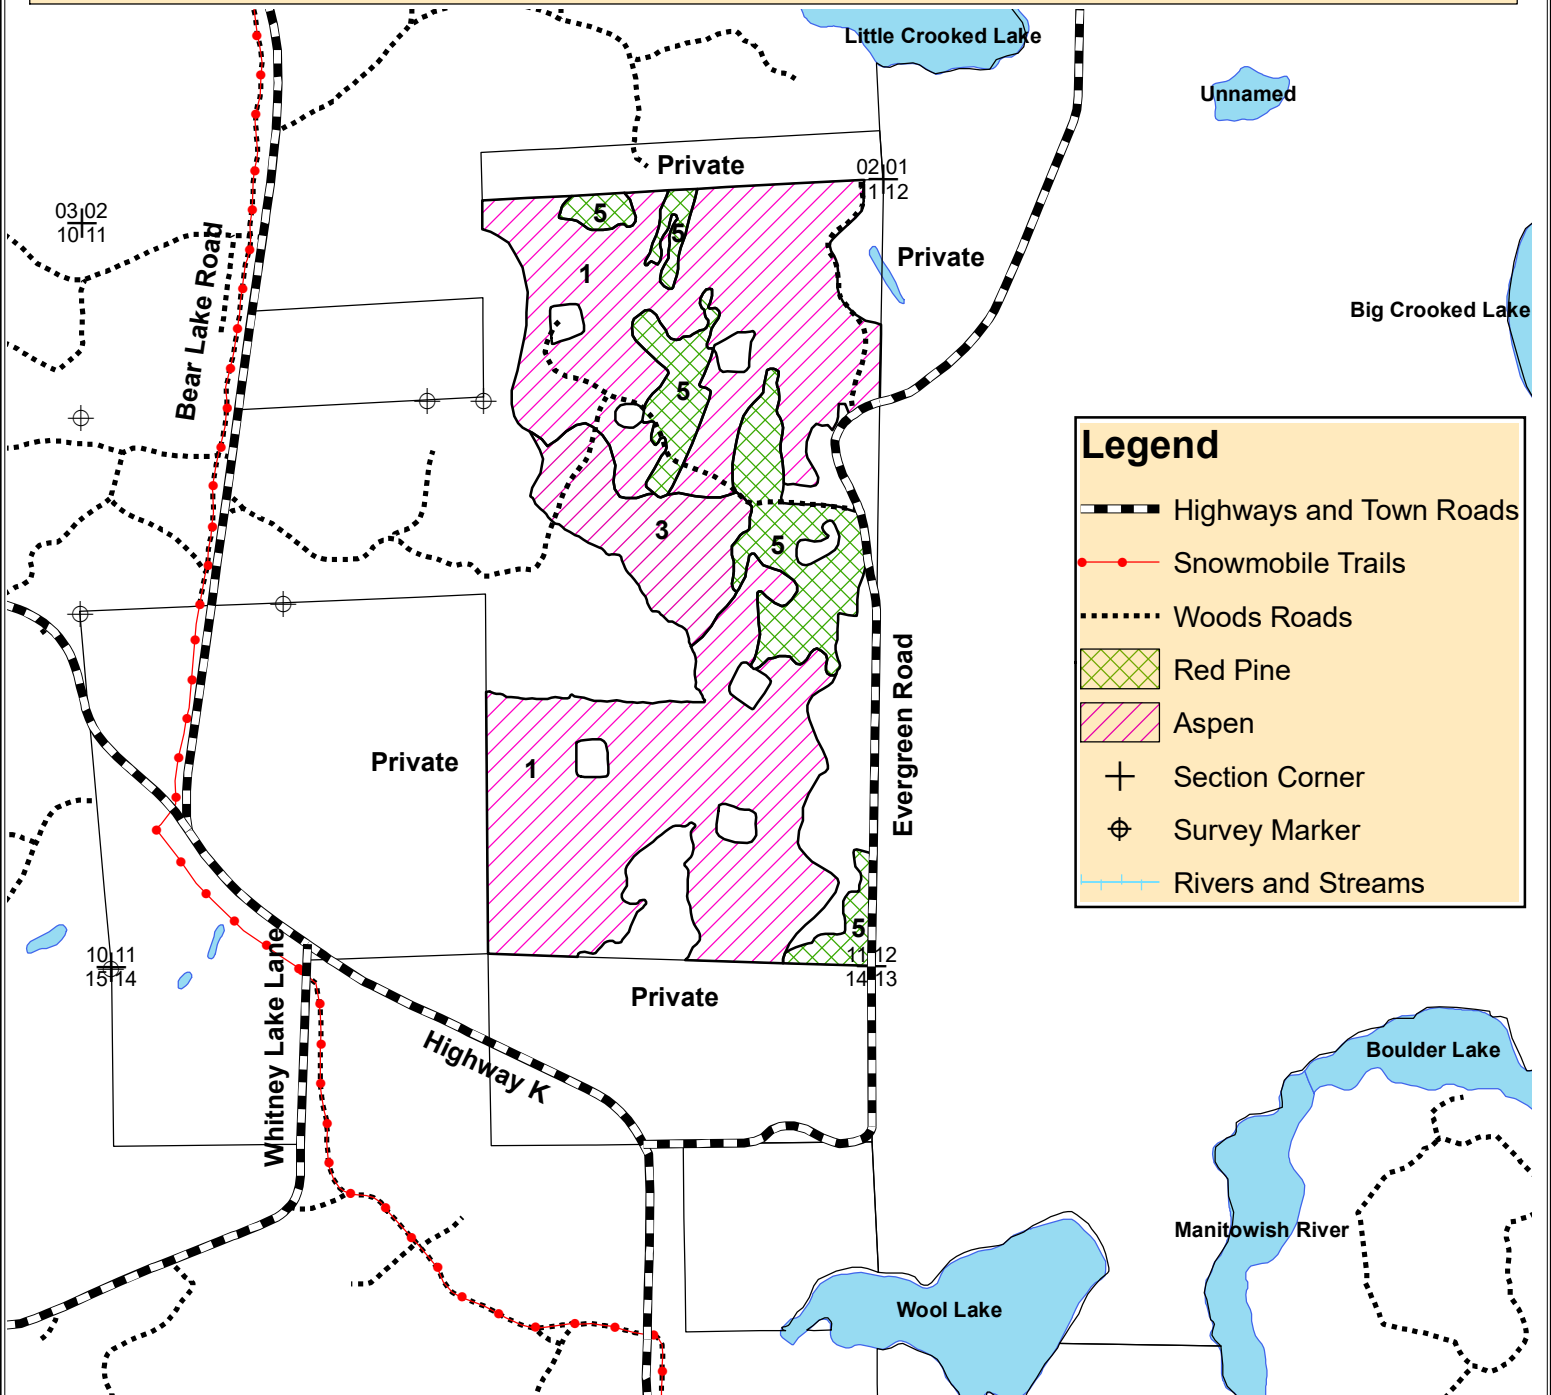 Little Crooked Lake
Unnamed
Private
02 01
11 12
03 02
10 11
5
5
Private
1
Bear Lake Road
Big Crooked Lake
5
Legend
Highways and Town Roads
Snowmobile Trails
Woods Roads
Red Pine
Aspen
Section Corner
Survey Marker
Rivers and Streams
3
5
Evergreen Road
Private
1
5
10 11
15 14
11 12
14 13
Private
Whitney Lake Lane
Highway K
Boulder Lake
Manitowish River
Wool Lake